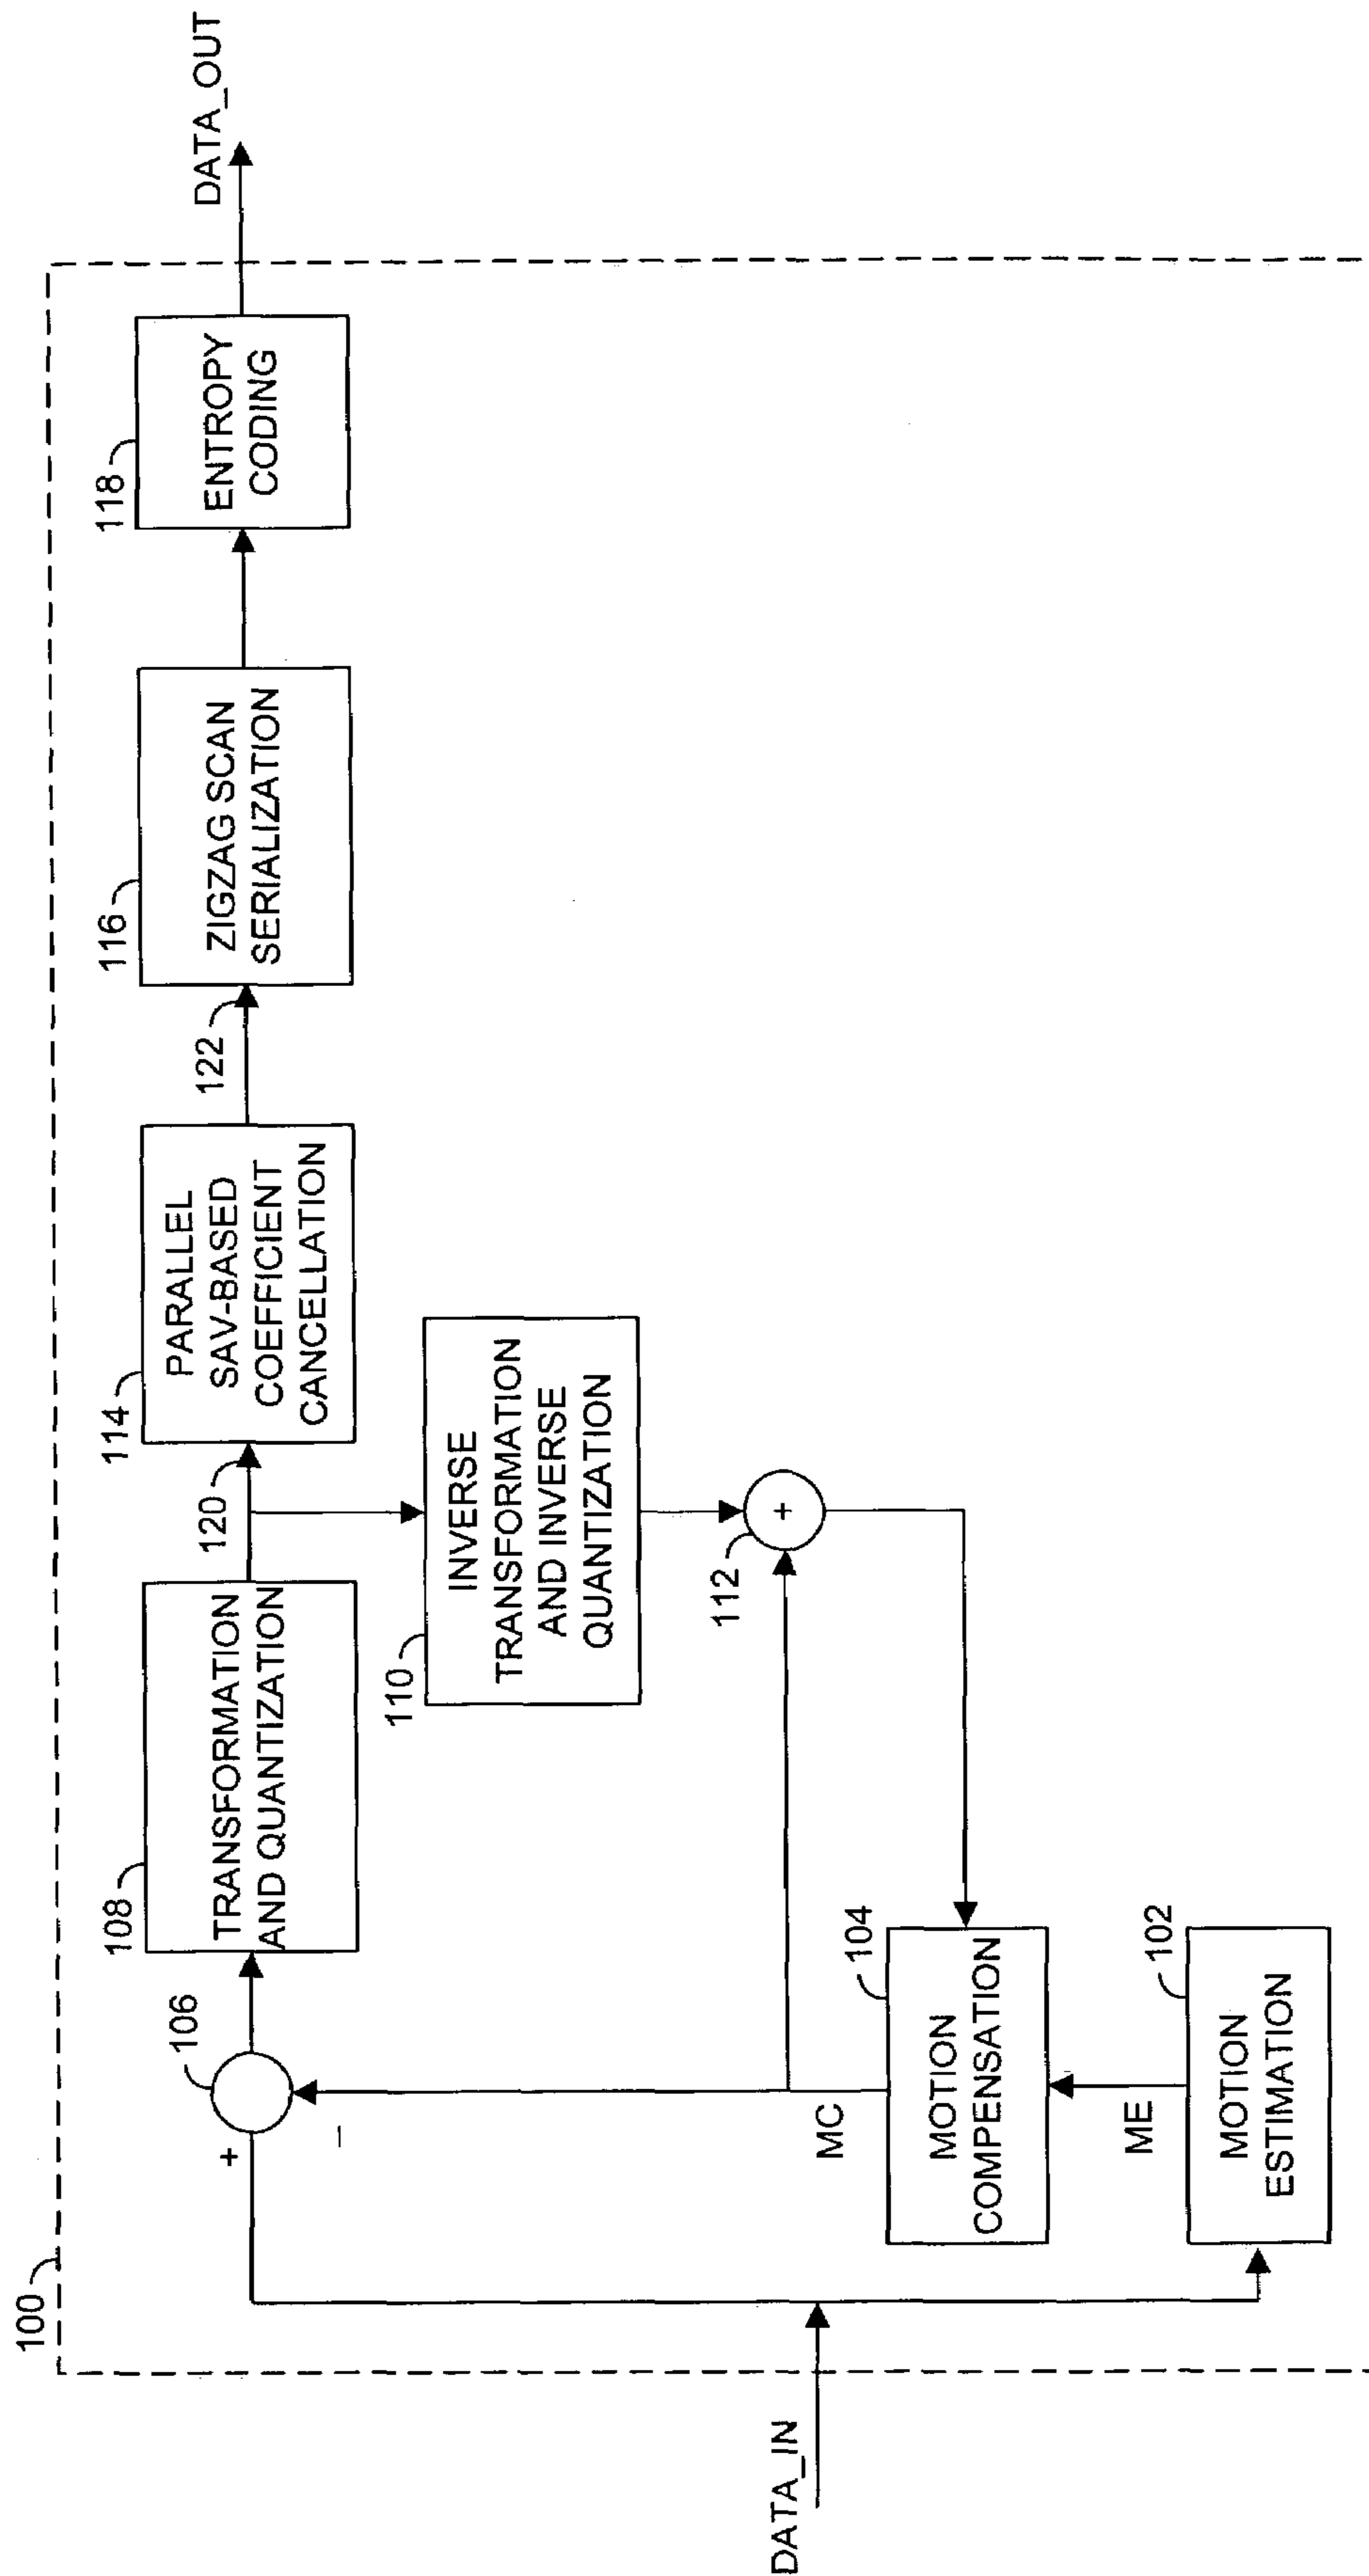 100
DATA_IN
+
106
−
108
TRANSFORMATION
AND QUANTIZATION
120
114
PARALLEL
SAV-BASED
COEFFICIENT
CANCELLATION
122
116
ZIGZAG SCAN
SERIALIZATION
118
ENTROPY
CODING
DATA_OUT
110
INVERSE
TRANSFORMATION
AND INVERSE
QUANTIZATION
112
+
MC
104
MOTION
COMPENSATION
ME
102
MOTION
ESTIMATION